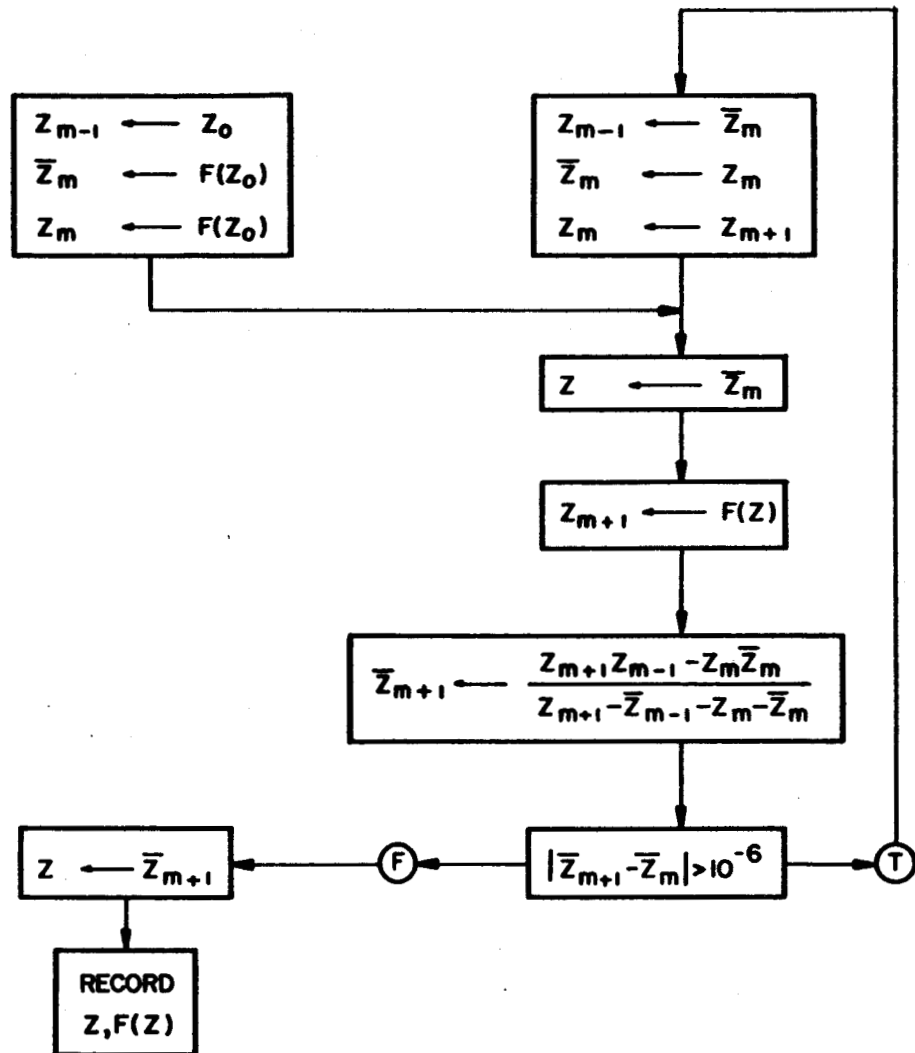 Z_{m-1} ← Z_0
Z̅_m ← F(Z_0)
Z_m ← F(Z_0)
Z_{m-1} ← Z̅_m
Z̅_m ← Z_m
Z_m ← Z_{m+1}
Z ← Z̅_m
Z_{m+1} ← F(Z)
Z̅_{m+1} ← \frac{Z_{m+1}Z_{m-1}-Z_mZ̅_m}{Z_{m+1}-Z̅_{m-1}-Z_m-Z̅_m}
|Z̅_{m+1}-Z̅_m|>10^{-6}
T
F
Z ← Z̅_{m+1}
RECORD
Z,F(Z)